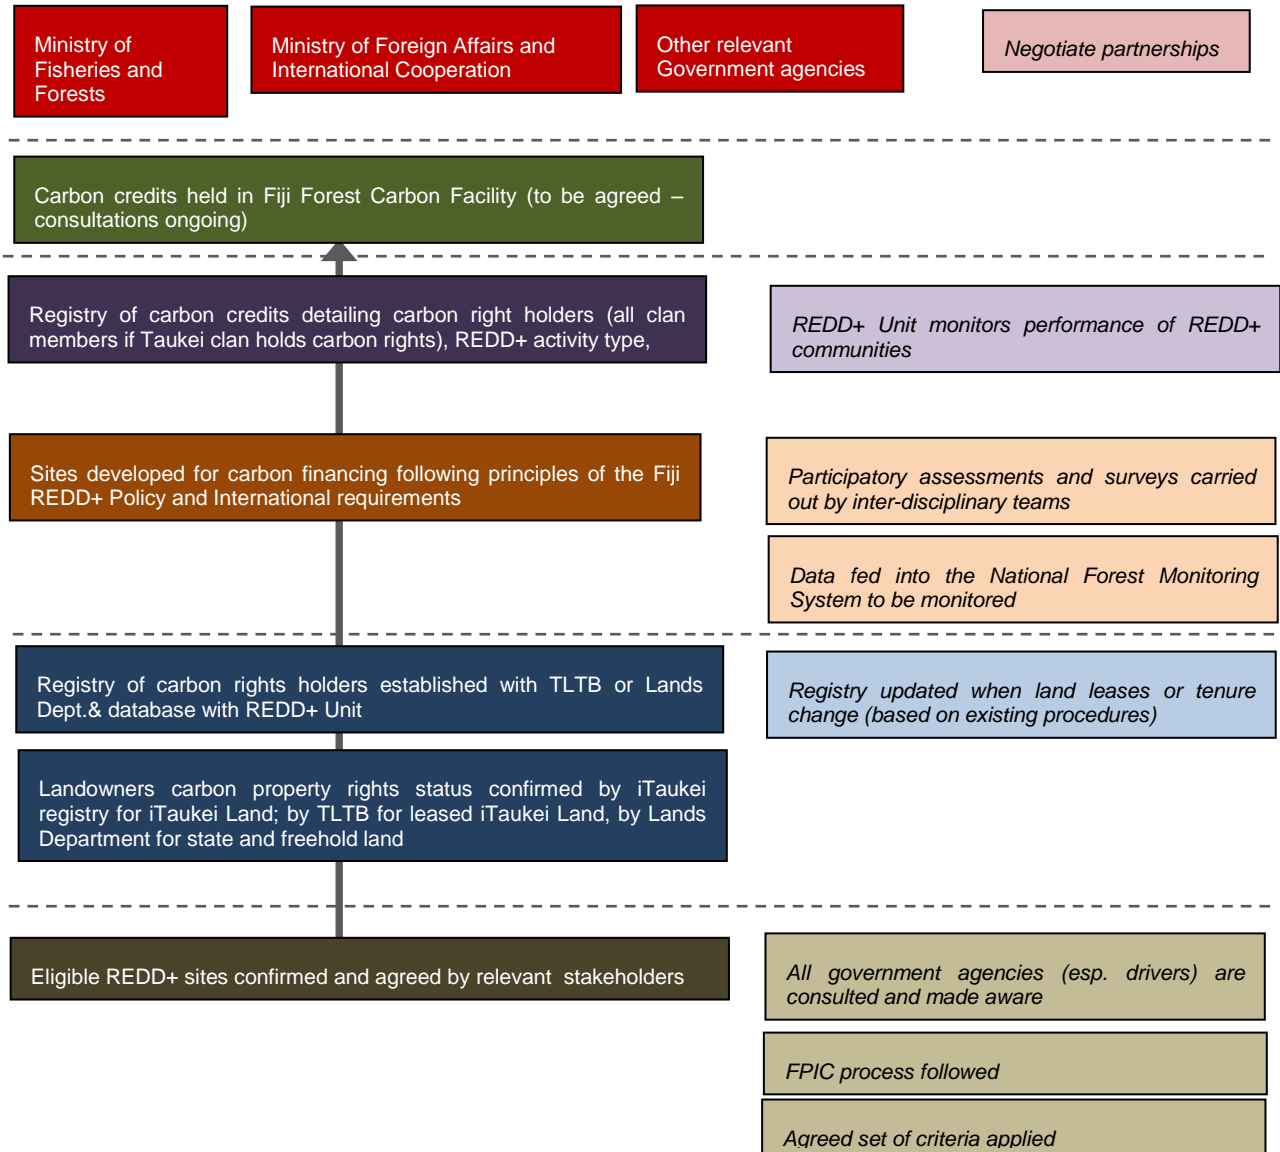 Ministry of
Fisheries and
Forests
Ministry of Foreign Affairs and
International Cooperation
Other relevant
Government agencies
Negotiate partnerships
Carbon credits held in Fiji Forest Carbon Facility (to be agreed –
consultations ongoing)
Registry of carbon credits detailing carbon right holders (all clan
members if Taukei clan holds carbon rights), REDD+ activity type,
REDD+ Unit monitors performance of REDD+
communities
Sites developed for carbon financing following principles of the Fiji
REDD+ Policy and International requirements
Participatory assessments and surveys carried
out by inter-disciplinary teams
Data fed into the National Forest Monitoring
System to be monitored
Registry of carbon rights holders established with TLTB or Lands
Dept.& database with REDD+ Unit
Registry updated when land leases or tenure
change (based on existing procedures)
Landowners carbon property rights status confirmed by iTaukei
registry for iTaukei Land; by TLTB for leased iTaukei Land, by Lands
Department for state and freehold land
Eligible REDD+ sites confirmed and agreed by relevant stakeholders
All government agencies (esp. drivers) are
consulted and made aware
FPIC process followed
Agreed set of criteria applied